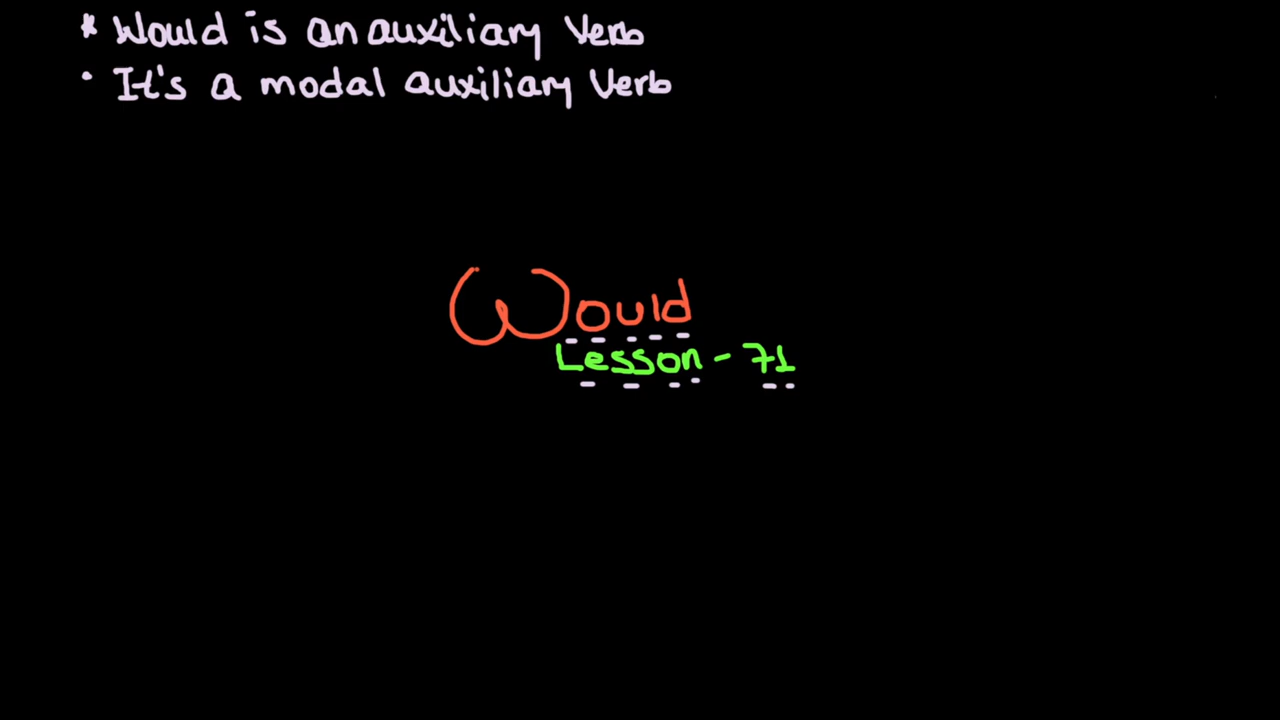 * Would is an auxiliary Verb
• It's a modal auxiliary Verb
Would
Lesson - 71